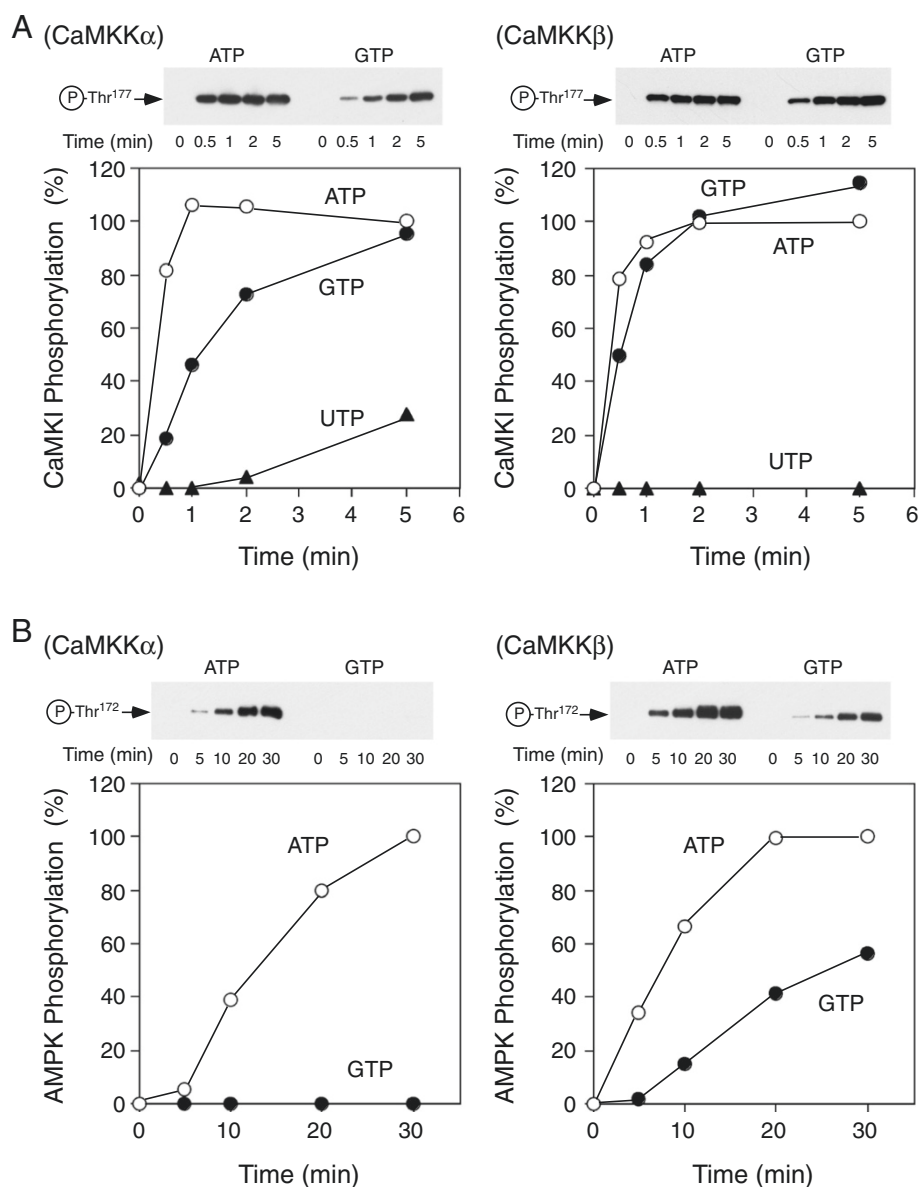 A (CaMKKα)
ATP GTP
P-Thr177
Time (min) 0 0.5 1 2 5 0 0.5 1 2 5
CaMKI Phosphorylation (%)
120
100
80
60
40
20
0
ATP
GTP
UTP
0 1 2 3 4 5 6
Time (min)
(CaMKKβ)
ATP GTP
P-Thr177
Time (min) 0 0.5 1 2 5 0 0.5 1 2 5
CaMKI Phosphorylation (%)
120
100
80
60
40
20
0
GTP
ATP
UTP
0 1 2 3 4 5 6
Time (min)
B (CaMKKα)
ATP GTP
P-Thr172
Time (min) 0 5 10 20 30 0 5 10 20 30
AMPK Phosphorylation (%)
120
100
80
60
40
20
0
ATP
GTP
0 10 20 30
Time (min)
(CaMKKβ)
ATP GTP
P-Thr172
Time (min) 0 5 10 20 30 0 5 10 20 30
AMPK Phosphorylation (%)
120
100
80
60
40
20
0
ATP
GTP
0 10 20 30
Time (min)